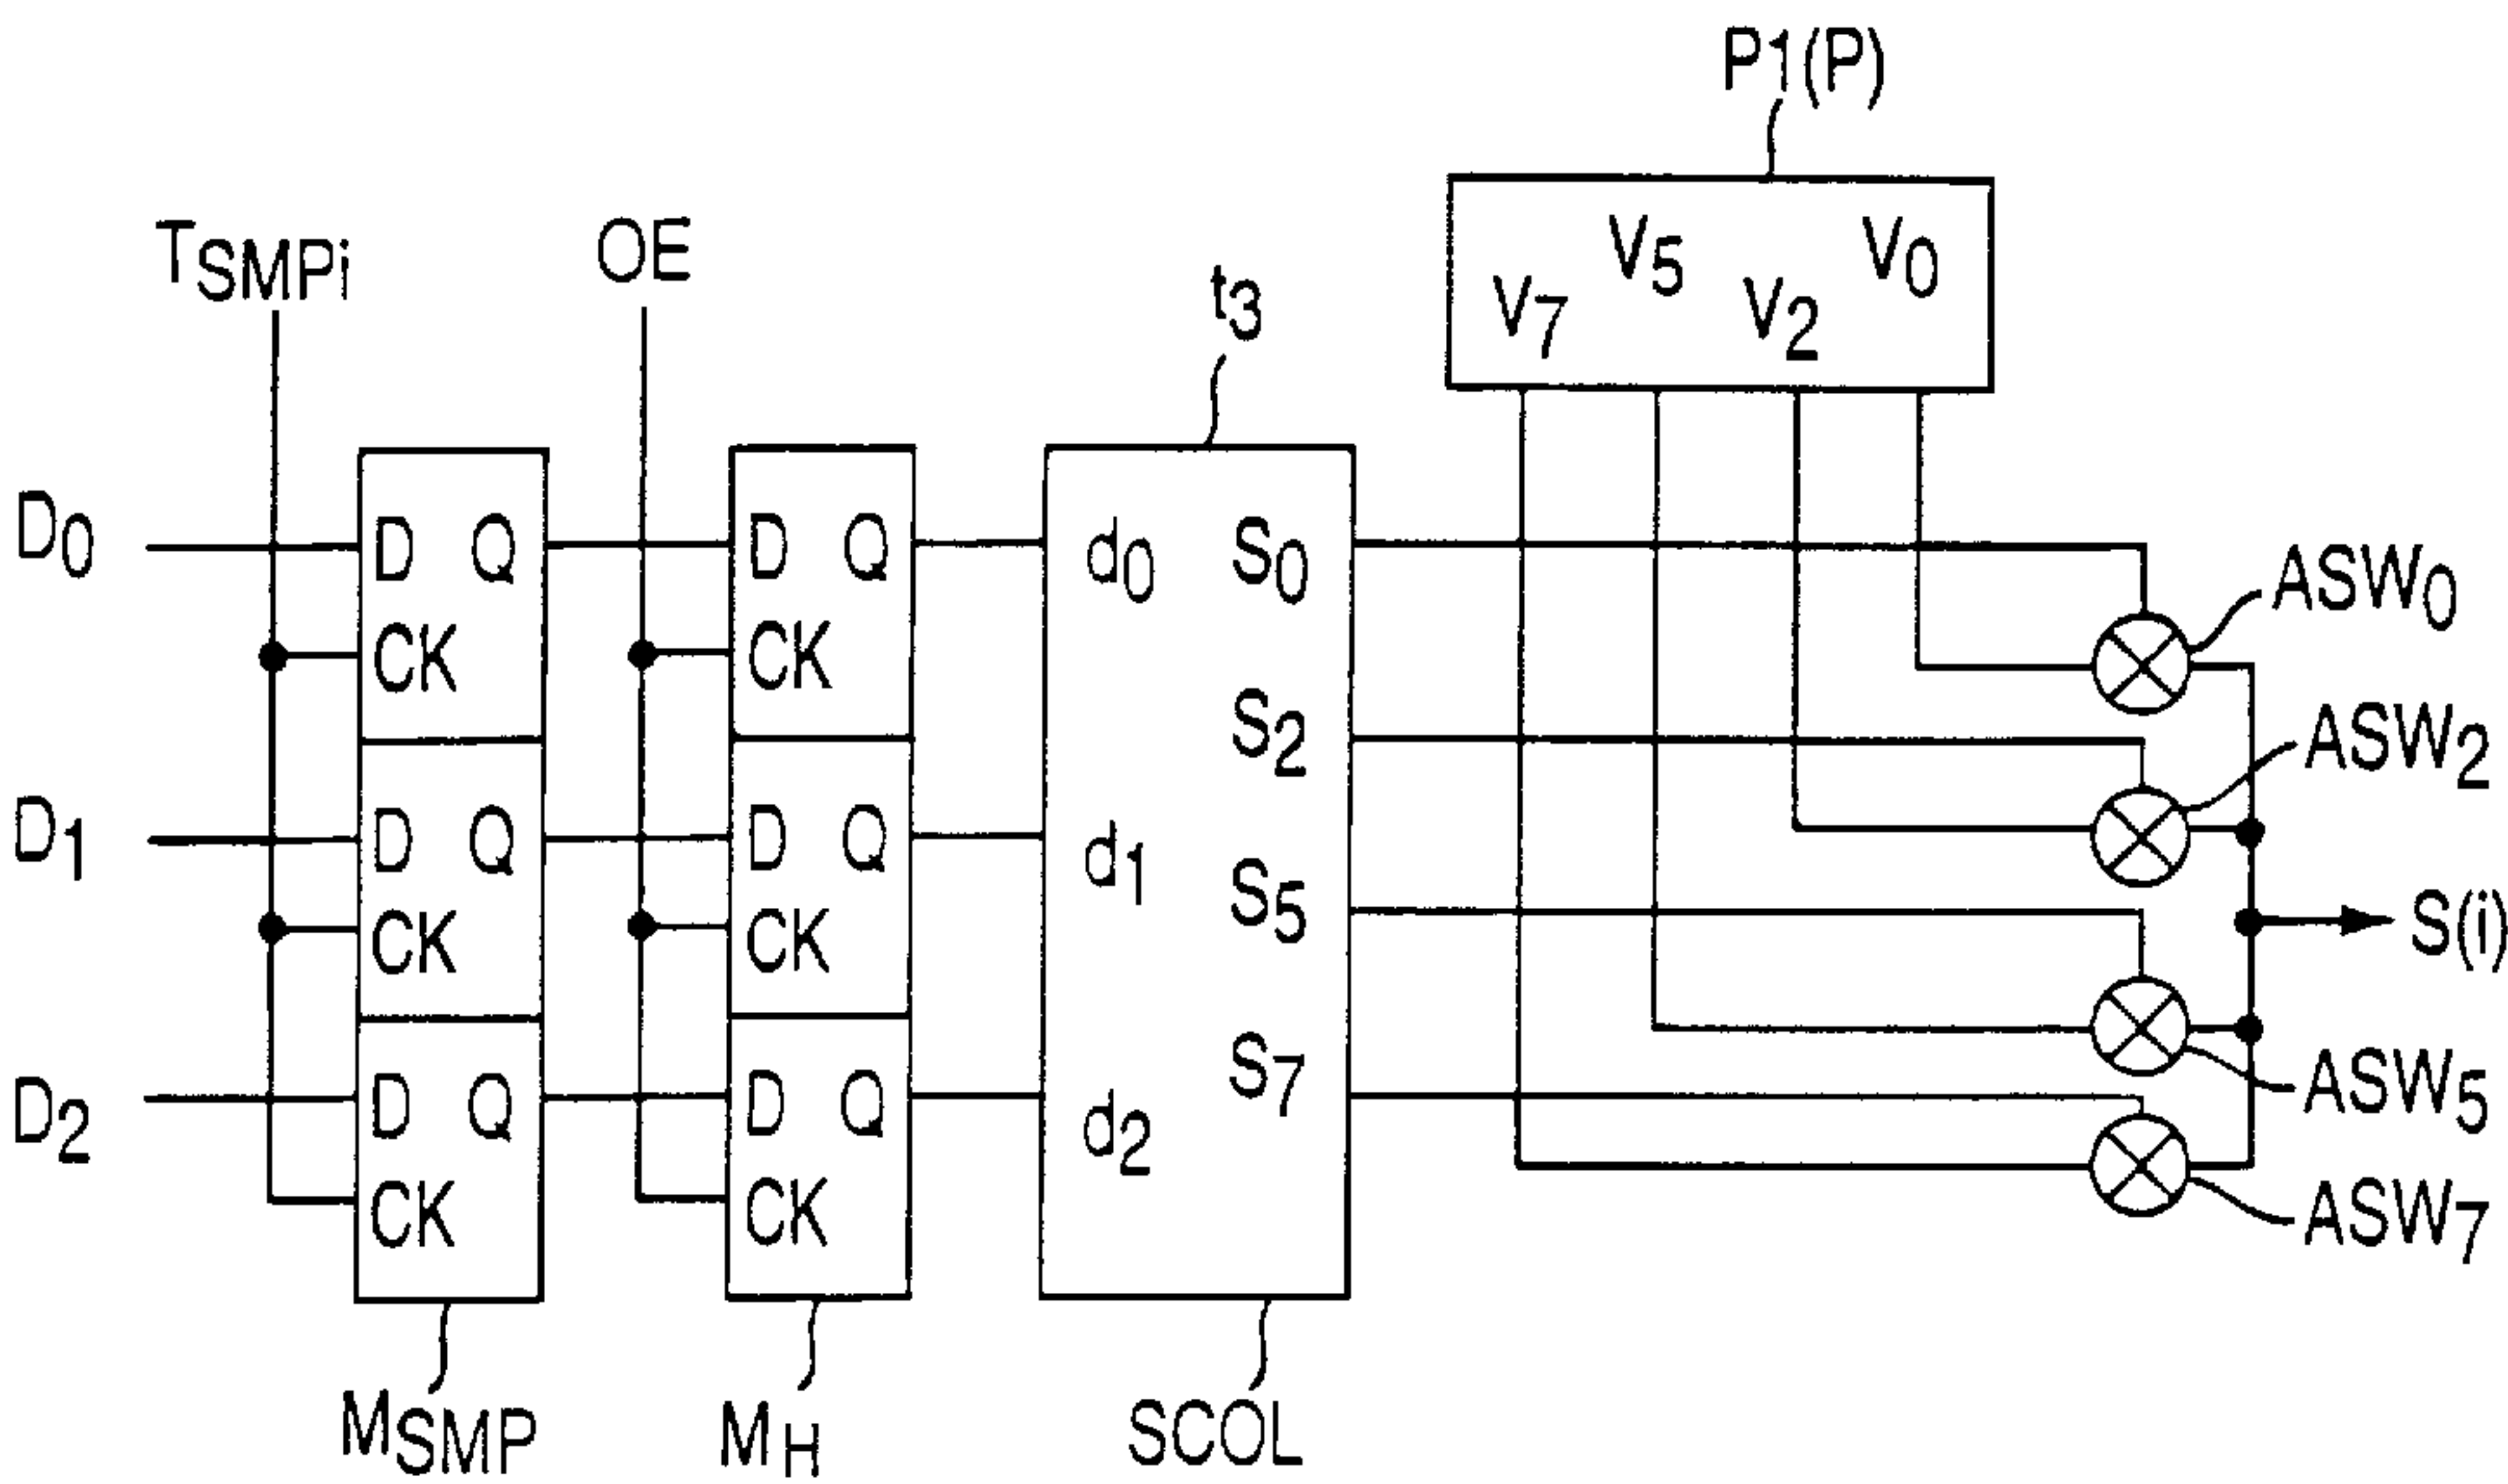 P1(P)
TSMPi
OE
t3
V7
V5
V2
V0
D0
D Q
CK
D Q
CK
d0
S0
ASW0
S2
ASW2
D1
D Q
CK
D Q
CK
d1
S5
S(i)
ASW5
D2
D Q
CK
D Q
CK
d2
S7
ASW7
MSMP
MH
SCOL